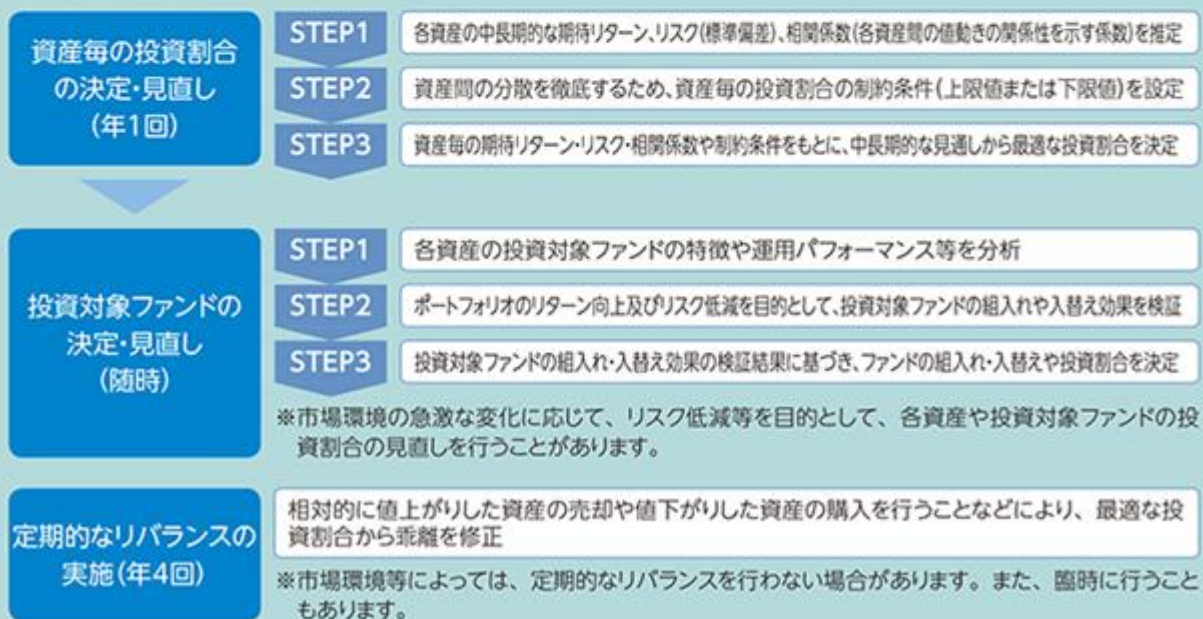 資産毎の投資割合
の決定・見直し
(年1回)
STEP1
各資産の中長期的な期待リターン、リスク(標準偏差)、相関係数(各資産間の値動きの関係性を示す係数)を推定
STEP2
資産間の分散を徹底するため、資産毎の投資割合の制約条件(上限値または下限値)を設定
STEP3
資産毎の期待リターン・リスク・相関係数や制約条件をもとに、中長期的な見通しから最適な投資割合を決定
投資対象ファンドの
決定・見直し
(随時)
STEP1
各資産の投資対象ファンドの特徴や運用パフォーマンス等を分析
STEP2
ポートフォリオのリターン向上及びリスク低減を目的として、投資対象ファンドの組入れや入替え効果を検証
STEP3
投資対象ファンドの組入れ・入替え効果の検証結果に基づき、ファンドの組入れ・入替えや投資割合を決定
※市場環境の急激な変化に応じて、リスク低減等を目的として、各資産や投資対象ファンドの投
資割合の見直しを行うことがあります。
定期的なリバランスの
実施(年4回)
相対的に値上がりした資産の売却や値下がりした資産の購入を行うことなどにより、最適な投
資割合から乖離を修正
※市場環境等によっては、定期的なリバランスを行わない場合があります。また、臨時に行うこと
もあります。